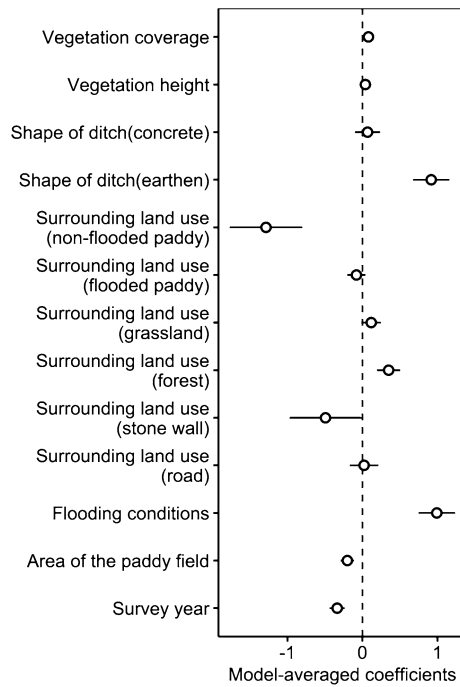 Vegetation coverage
Vegetation height
Shape of ditch(concrete)
Shape of ditch(earthen)
Surrounding land use
(non-flooded paddy)
Surrounding land use
(flooded paddy)
Surrounding land use
(grassland)
Surrounding land use
(forest)
Surrounding land use
(stone wall)
Surrounding land use
(road)
Flooding conditions
Area of the paddy field
Survey year
-1 0 1
Model-averaged coefficients